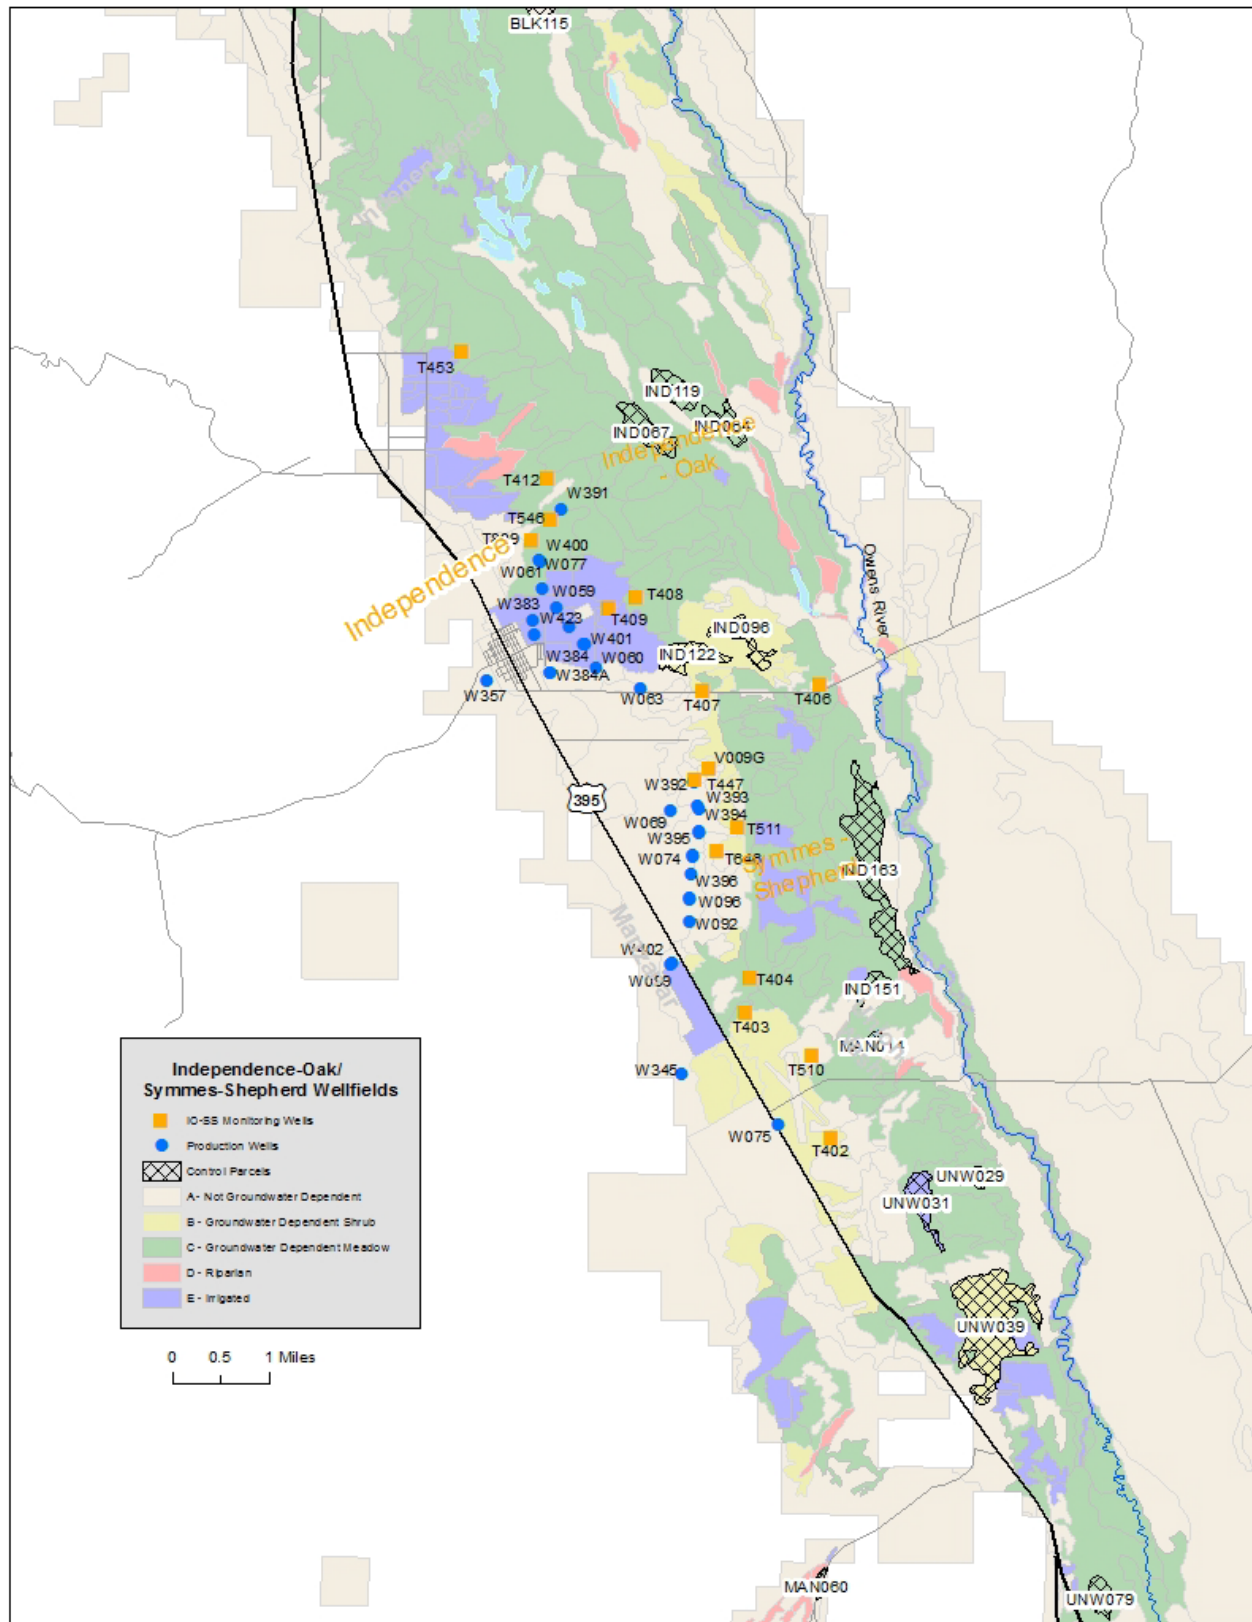 BLK115
Independence
T453
IND119
IND067
IND064
Independence
- Oak
T412
W391
T546
W400
W077
W061
Independence
W059
T408
W383
W423
T409
IND096
W401
W384
W060
IND122
W384A
W357
W063
T407
T406
Owens River
V009G
W392
T447
W393
395
W069
W394
W395
T511
W074
Symmes -
Shepherd
IND163
W396
W096
W092
Manzanar
W402
T404
IND151
T403
MAN014
T510
W345
W075
T402
UNW029
UNW031
UNW039
MAN060
UNW079
Independence-Oak/
Symmes-Shepherd Wellfields
IO-SS Monitoring Wells
Production Wells
Control Parcels
A - Not Groundwater Dependent
B - Groundwater Dependent Shrub
C - Groundwater Dependent Meadow
D - Riparian
E - Irrigated
0 0.5 1 Miles